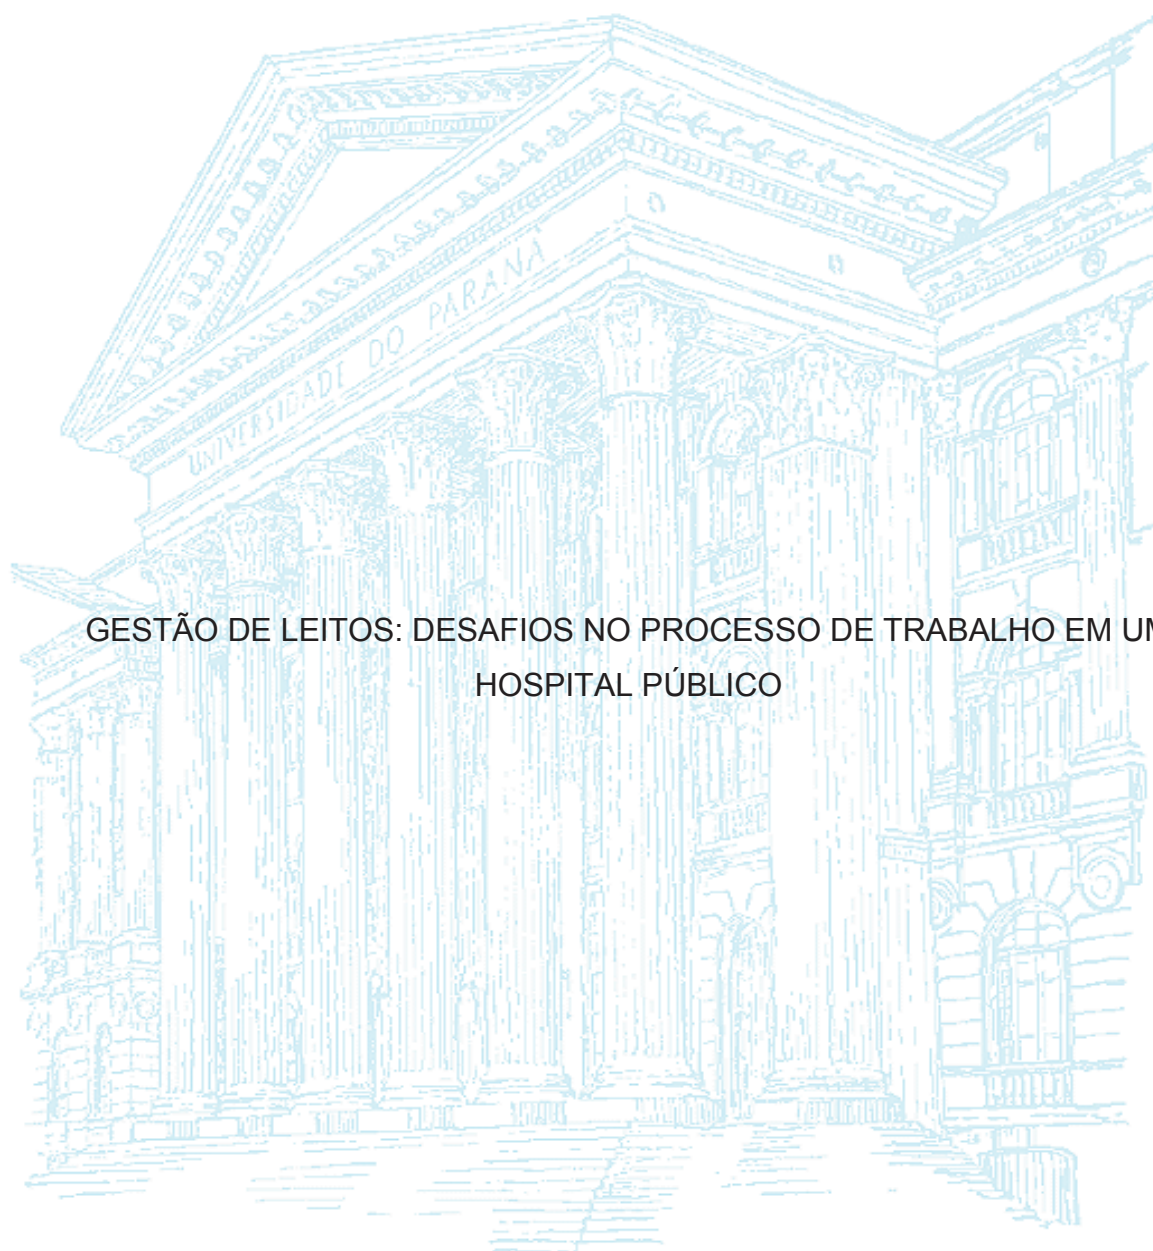 UNIVERSIDADE DO PARANÁ
GESTÃO DE LEITOS: DESAFIOS NO PROCESSO DE TRABALHO EM UM
HOSPITAL PÚBLICO